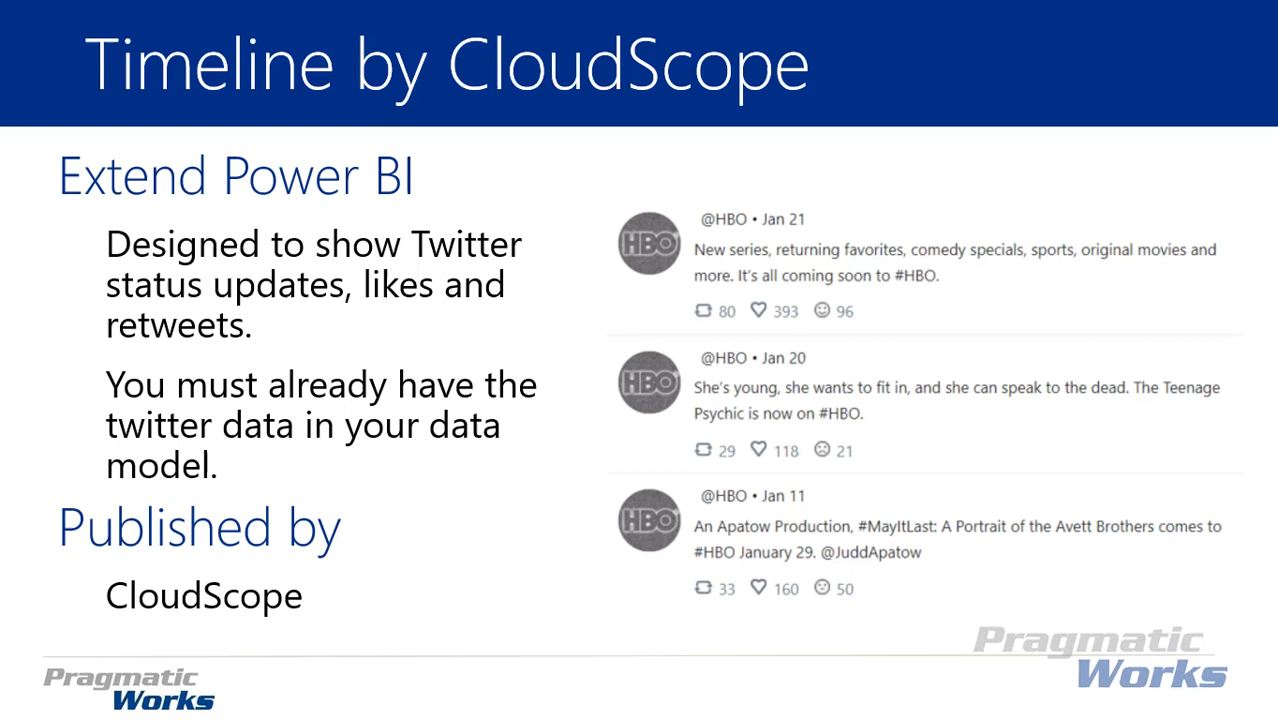 Timeline by CloudScope
Extend Power BI
Designed to show Twitter
status updates, likes and
retweets.
You must already have the
twitter data in your data
model.
Published by
CloudScope
HBO
@HBO • Jan 21
New series, returning favorites, comedy specials, sports, original movies and
more. It's all coming soon to #HBO.
80 393 96
HBO
@HBO • Jan 20
She's young, she wants to fit in, and she can speak to the dead. The Teenage
Psychic is now on #HBO.
29 118 21
HBO
@HBO • Jan 11
An Apatow Production, #MayItLast: A Portrait of the Avett Brothers comes to
#HBO January 29. @JuddApatow
33 160 50
Pragmatic
Works
Pragmatic
Works